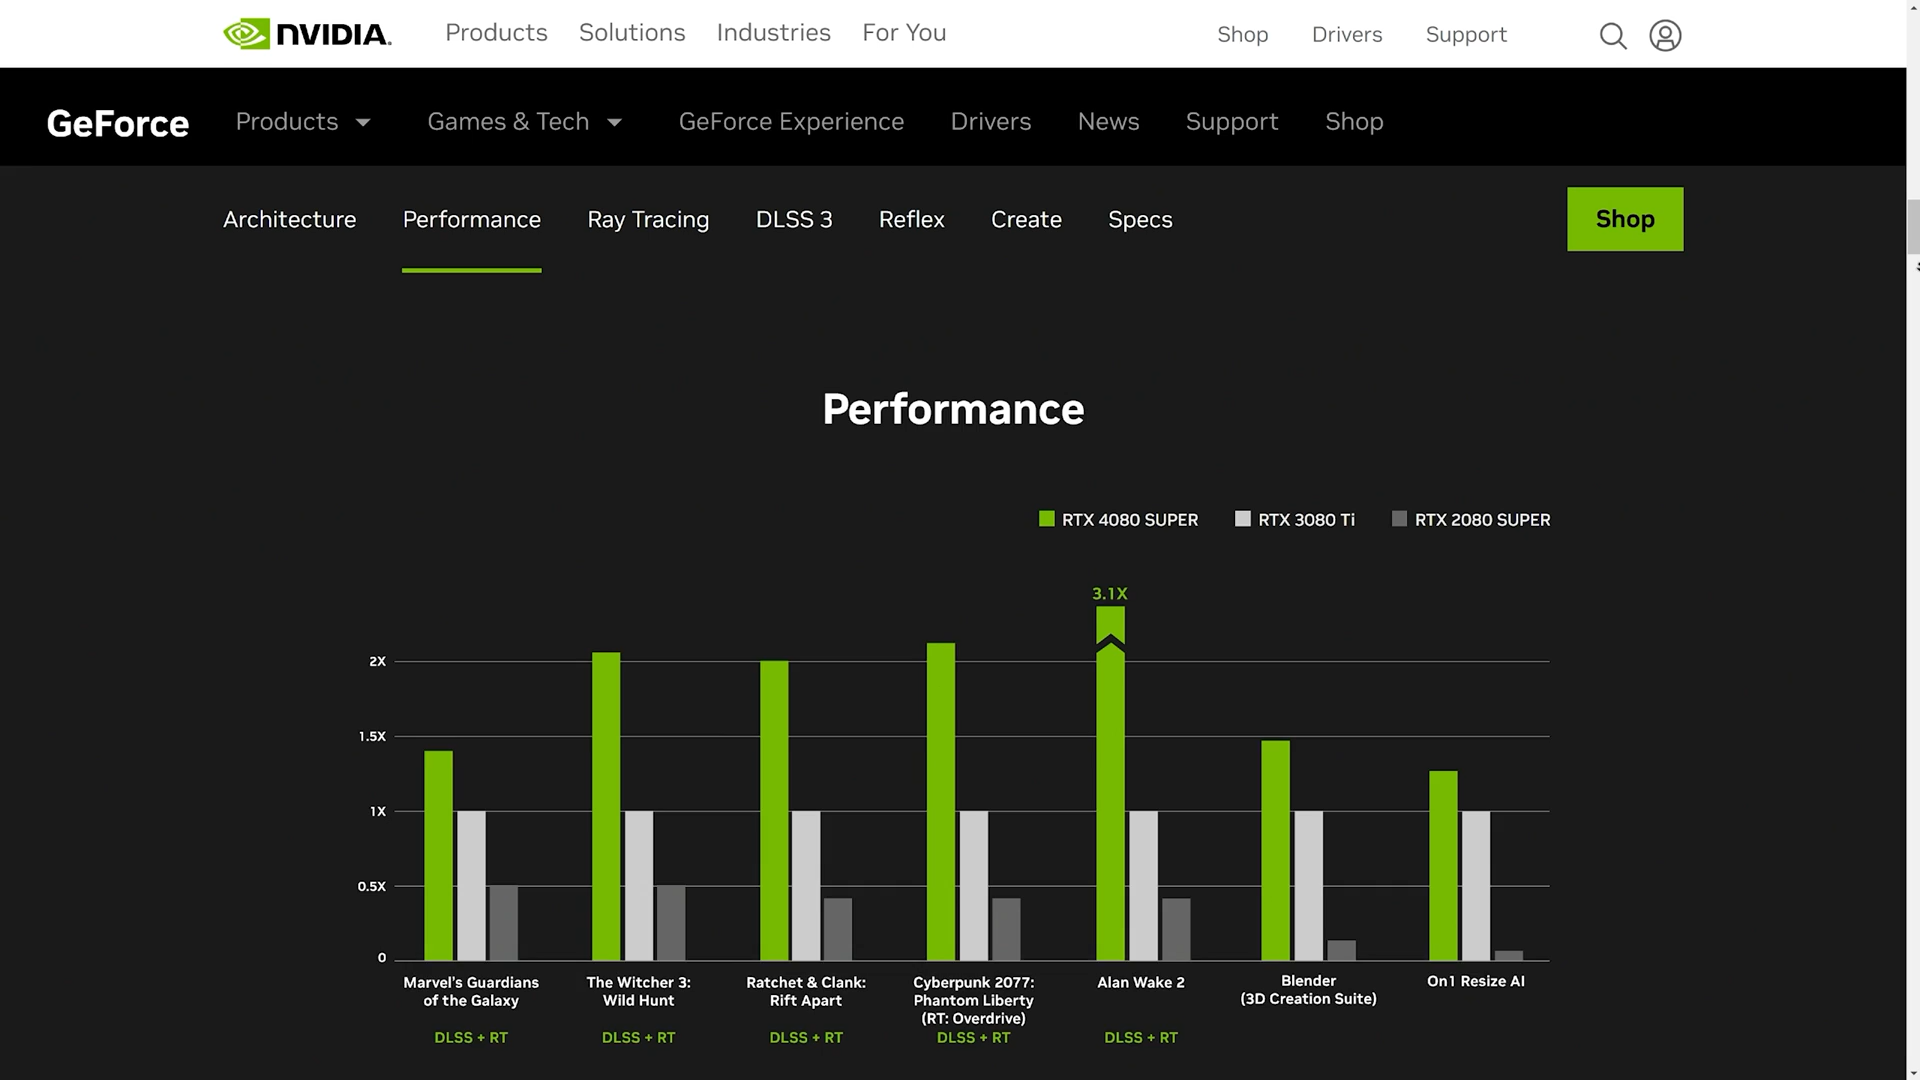 NVIDIA.
Products Solutions Industries For You Shop Drivers Support
GeForce Products Games & Tech GeForce Experience Drivers News Support Shop
Architecture Performance Ray Tracing DLSS 3 Reflex Create Specs Shop
Performance
RTX 4080 SUPER RTX 3080 Ti RTX 2080 SUPER
3.1X
2X
1.5X
1X
0.5X
0
Marvel's Guardians
of the Galaxy
DLSS + RT
The Witcher 3:
Wild Hunt
DLSS + RT
Ratchet & Clank:
Rift Apart
DLSS + RT
Cyberpunk 2077:
Phantom Liberty
(RT: Overdrive)
DLSS + RT
Alan Wake 2
DLSS + RT
Blender
(3D Creation Suite)
On1 Resize AI